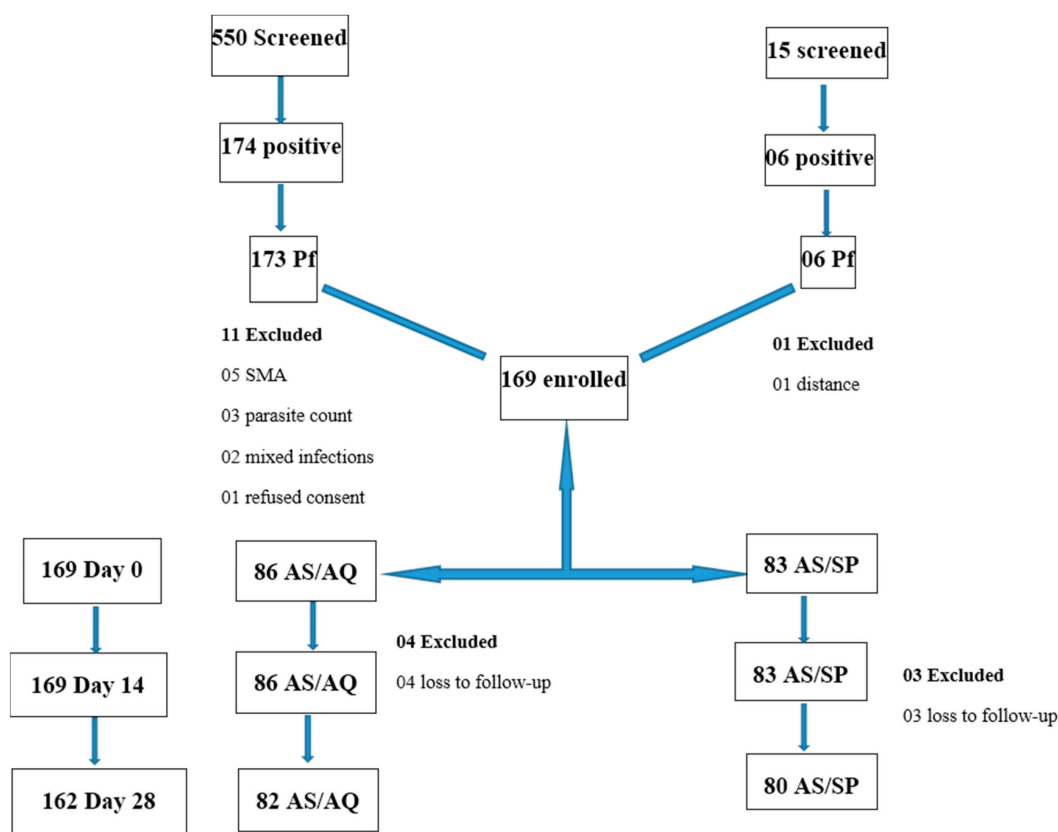 550 Screened
15 screened
174 positive
06 positive
173 Pf
06 Pf
11 Excluded
05 SMA
03 parasite count
02 mixed infections
01 refused consent
01 Excluded
01 distance
169 enrolled
169 Day 0
169 Day 14
162 Day 28
86 AS/AQ
86 AS/AQ
82 AS/AQ
04 Excluded
04 loss to follow-up
83 AS/SP
83 AS/SP
80 AS/SP
03 Excluded
03 loss to follow-up